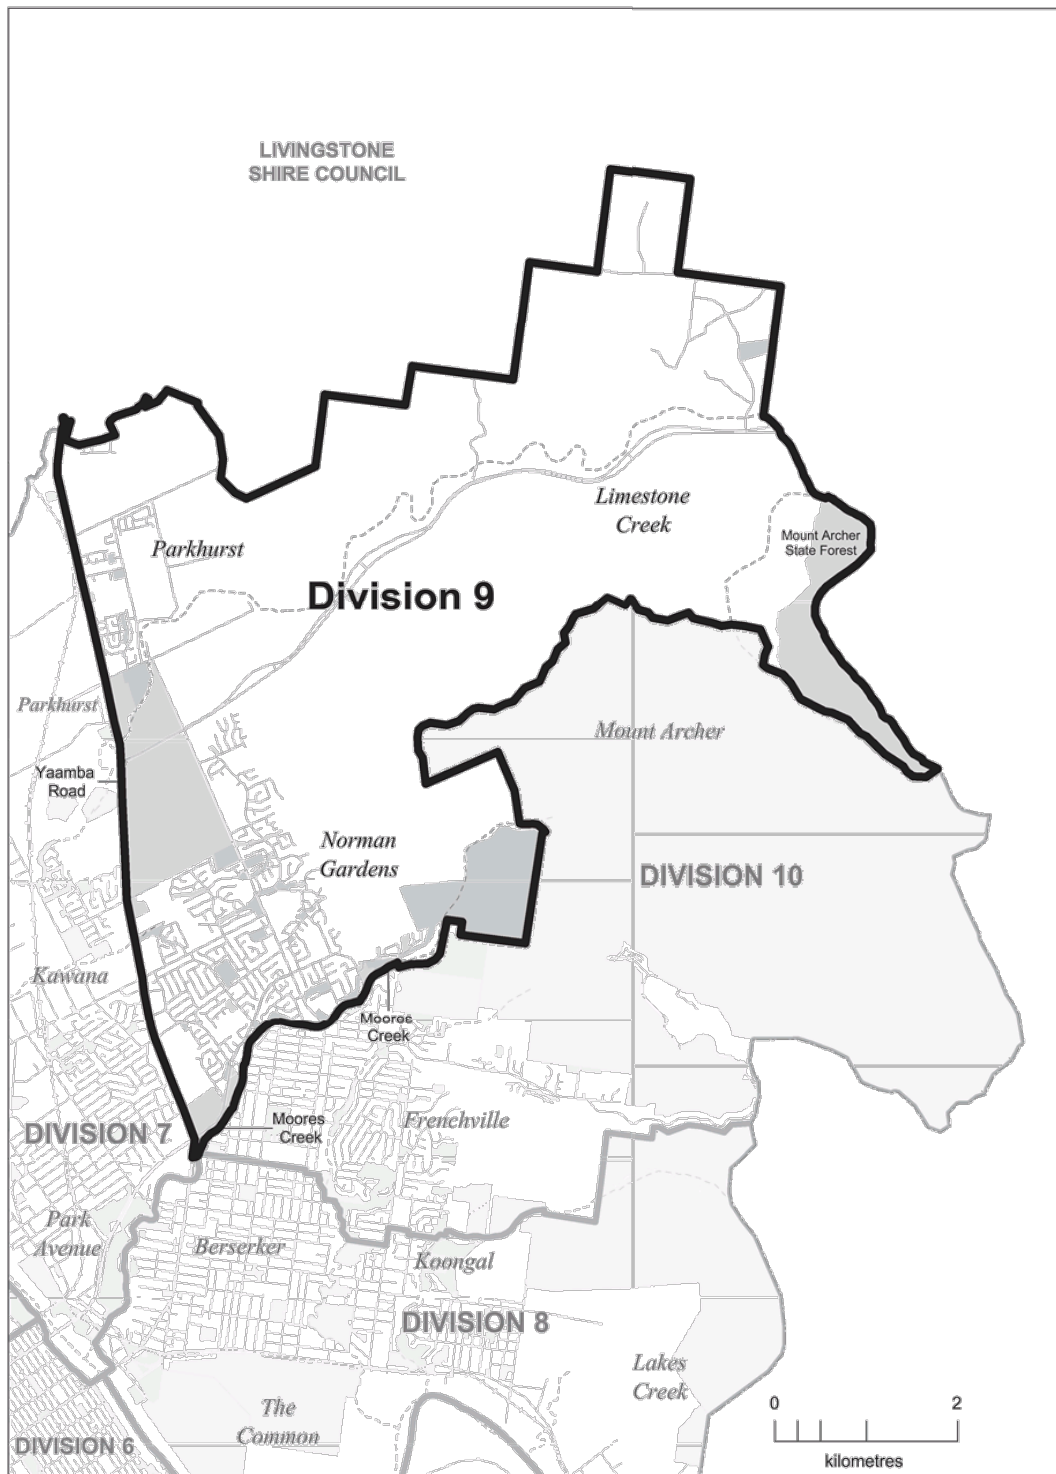 LIVINGSTONE
SHIRE COUNCIL
Limestone
Creek
Mount Archer
State Forest
Parkhurst
Division 9
Parkhurst
Mount Archer
Yaamba
Road
Norman
Gardens
DIVISION 10
Kawana
Moores
Creek
Moores
Creek
Frenchville
DIVISION 7
Park
Avenue
Berserker
Koongal
DIVISION 8
Lakes
Creek
The
Common
DIVISION 6
0 2
kilometres